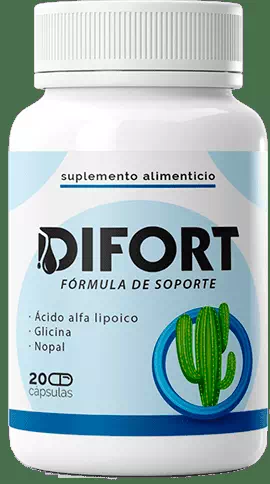 suplemento alimenticio
DIFORT
FÓRMULA DE SOPORTE
· Ácido alfa lipoico
· Glicina
· Nopal
20
cápsulas